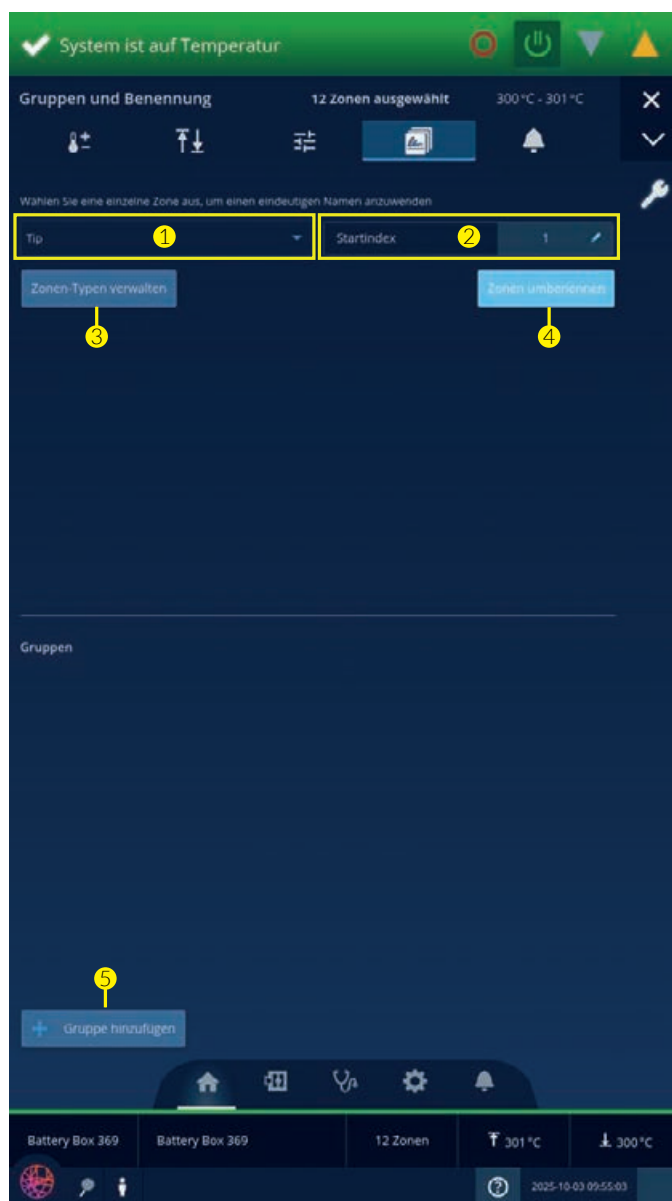 System ist auf Temperatur
Gruppen und Benennung 12 Zonen ausgewählt 300°C - 301°C
Wählen Sie eine einzelne Zone aus, um einen eindeutigen Namen anzuwenden
Tip 1 Startindex 2 1
Zonen-Typen verwalten Zonen umbenennen
3 4
Gruppen
5
+ Gruppe hinzufügen
Battery Box 369 Battery Box 369 12 Zonen 301°C 300°C
2025-10-03 09:55:03